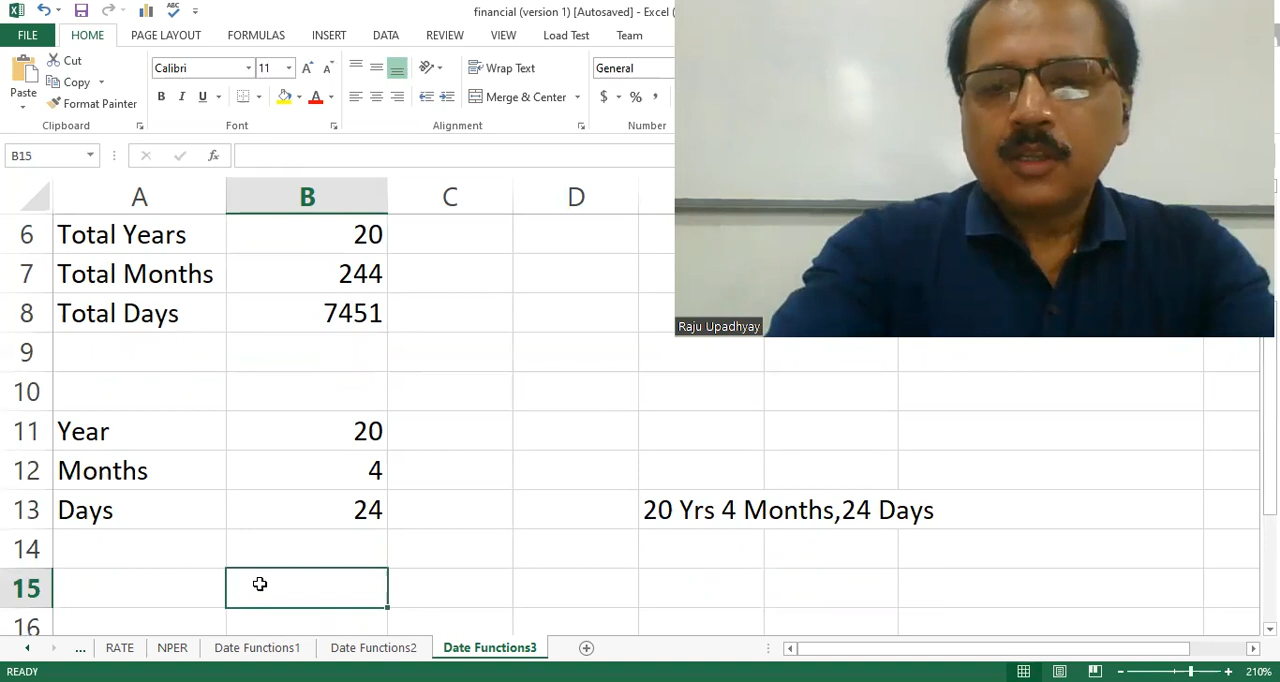 financial (version 1) [Autosaved] - Excel (
FILE
HOME
PAGE LAYOUT
FORMULAS
INSERT
DATA
REVIEW
VIEW
Load Test
Team
Paste
Cut
Copy
Format Painter
Clipboard
Calibri
11
B I U
Font
Wrap Text
Merge & Center
Alignment
General
$ % ,
Number
B15
fx
A B C D
6 Total Years 20
7 Total Months 244
8 Total Days 7451
9
10
11 Year 20
12 Months 4
13 Days 24 20 Yrs 4 Months,24 Days
14
15
16
Raju Upadhyay
... RATE NPER Date Functions1 Date Functions2 Date Functions3
READY
210%